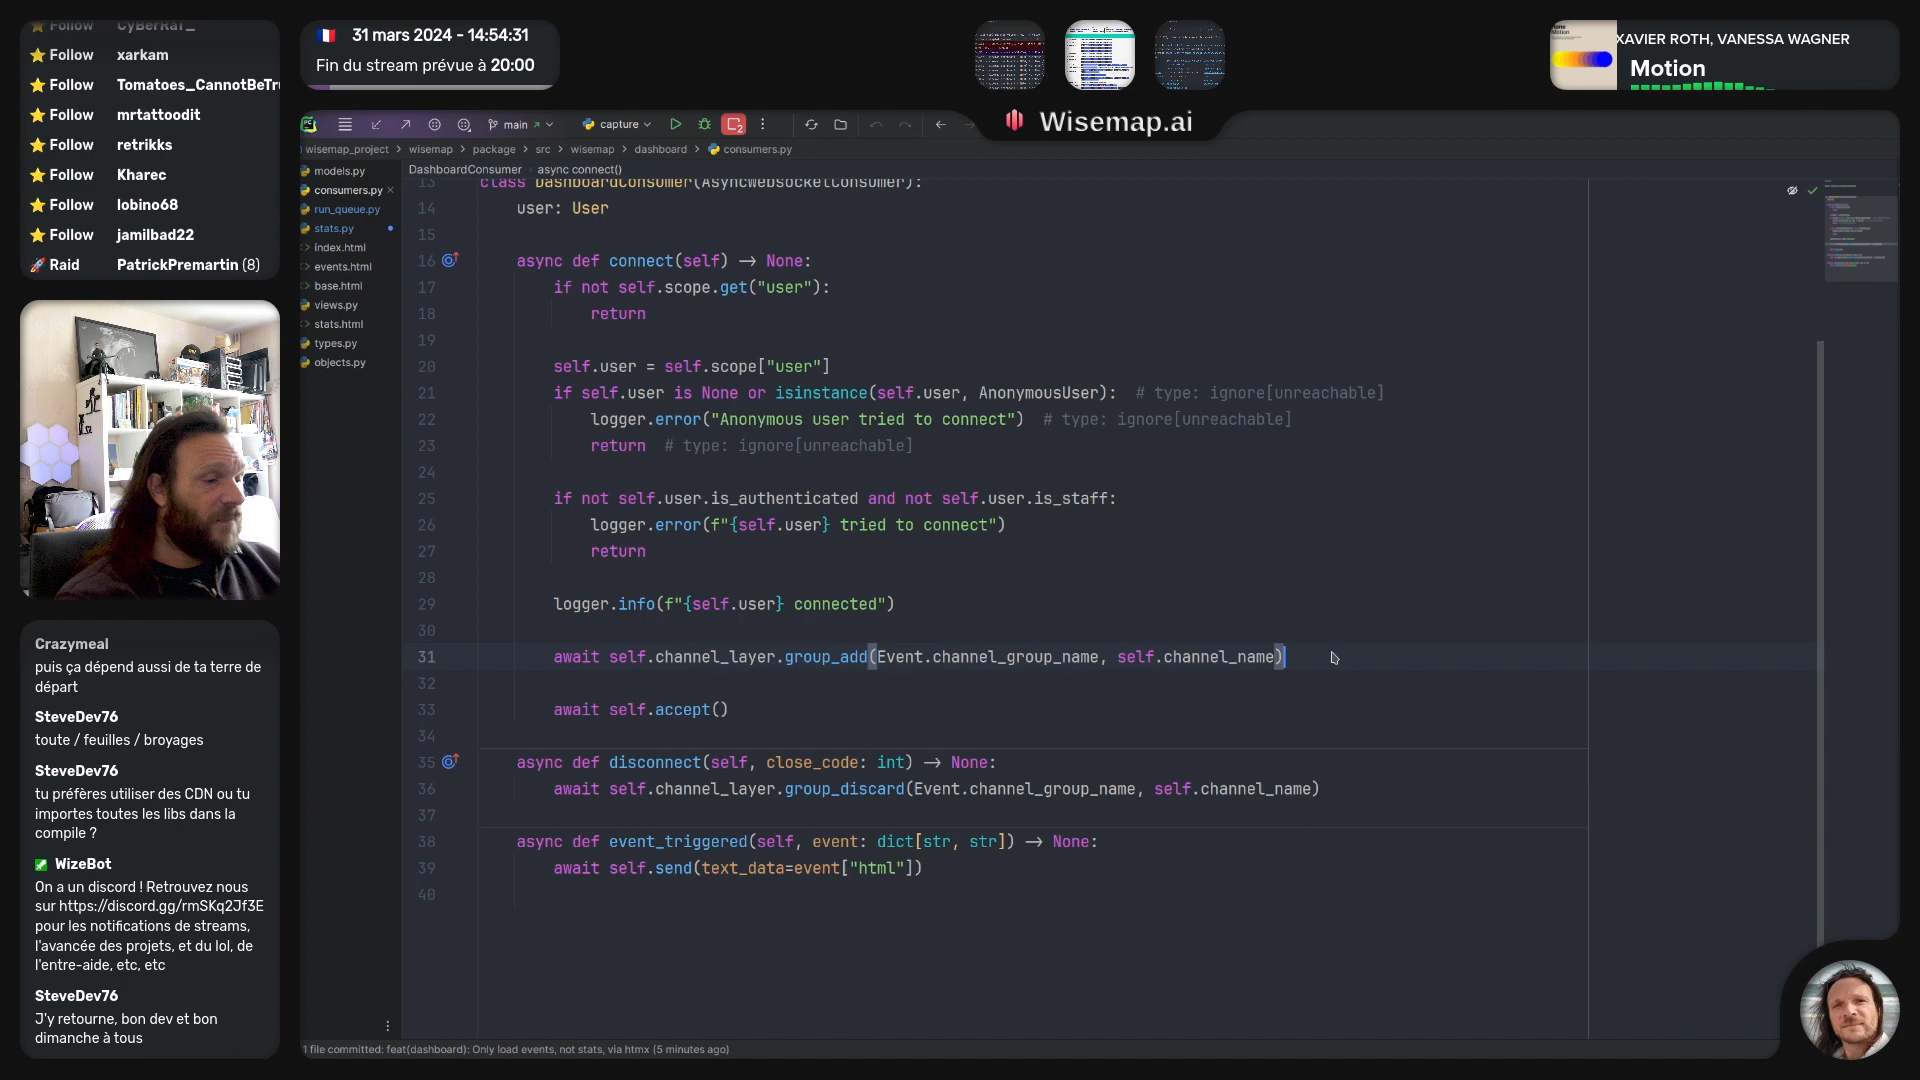 Follow CyBerRaT_
Follow xarkam
Follow Tomatoes_CannotBeTr
Follow mrtattoodit
Follow retrikks
Follow Kharec
Follow lobino68
Follow jamilbad22
Raid PatrickPremartin (8)
31 mars 2024 - 14:54:31
Fin du stream prévue à 20:00
XAVIER ROTH, VANESSA WAGNER
Motion
Wisemap.ai
main
capture
wisemap_project > wisemap > package > src > wisemap > dashboard > consumers.py
models.py
consumers.py
run_queue.py
stats.py
index.html
events.html
base.html
views.py
stats.html
types.py
objects.py
DashboardConsumer > async connect()
13 class DashboardConsumer(AsyncWebsocketConsumer):
14 user: User
15
16 async def connect(self) → None:
17 if not self.scope.get("user"):
18 return
19
20 self.user = self.scope["user"]
21 if self.user is None or isinstance(self.user, AnonymousUser):  # type: ignore[unreachable]
22 logger.error("Anonymous user tried to connect")  # type: ignore[unreachable]
23 return  # type: ignore[unreachable]
24
25 if not self.user.is_authenticated and not self.user.is_staff:
26 logger.error(f"{self.user} tried to connect")
27 return
28
29 logger.info(f"{self.user} connected")
30
31 await self.channel_layer.group_add(Event.channel_group_name, self.channel_name)
32
33 await self.accept()
34
35 async def disconnect(self, close_code: int) → None:
36 await self.channel_layer.group_discard(Event.channel_group_name, self.channel_name)
37
38 async def event_triggered(self, event: dict[str, str]) → None:
39 await self.send(text_data=event["html"])
40
1 file committed: feat(dashboard): Only load events, not stats, via htmx (5 minutes ago)
Crazymeal
puis ça dépend aussi de ta terre de
départ
SteveDev76
toute / feuilles / broyages
SteveDev76
tu préfères utiliser des CDN ou tu
importes toutes les libs dans la
compile ?
WizeBot
On a un discord ! Retrouvez nous
sur https://discord.gg/rmSKq2Jf3E
pour les notifications de streams,
l'avancée des projets, et du lol, de
l'entre-aide, etc, etc
SteveDev76
J'y retourne, bon dev et bon
dimanche à tous